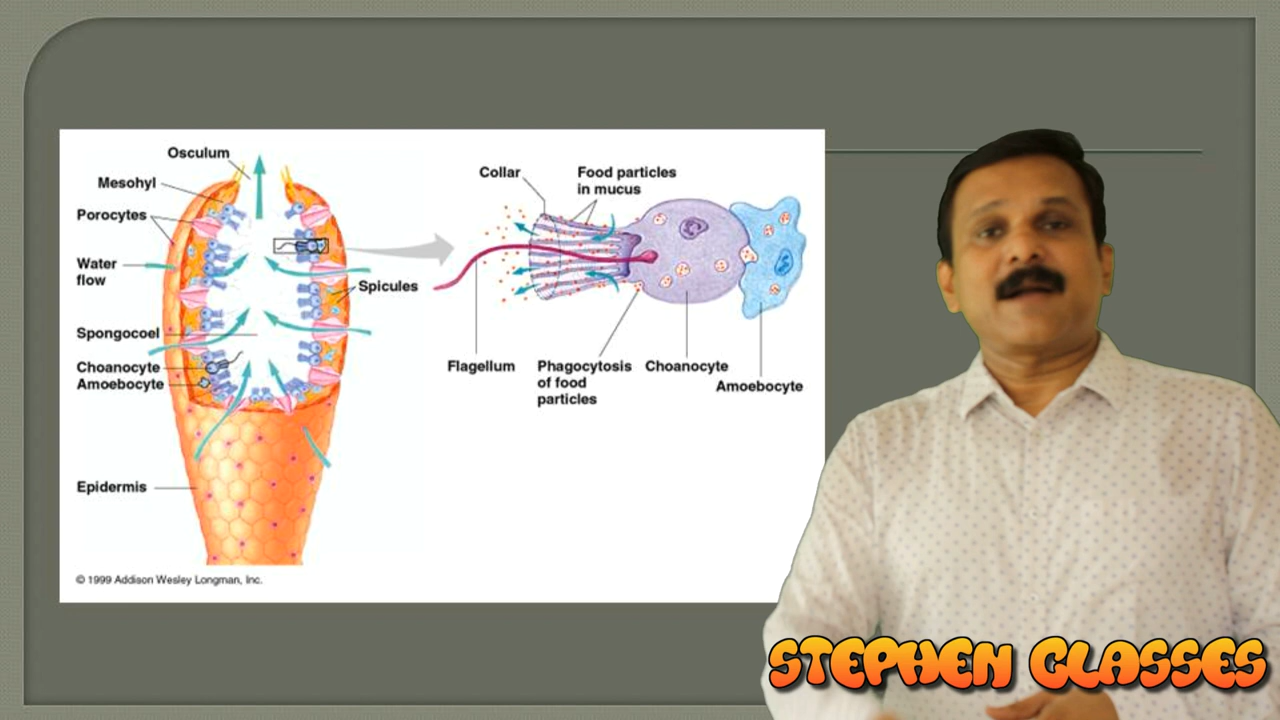 Osculum
Mesohyl
Porocytes
Water
flow
Spongocoel
Choanocyte
Amoebocyte
Epidermis
Spicules
Collar
Food particles
in mucus
Flagellum
Phagocytosis
of food
particles
Choanocyte
Amoebocyte
© 1999 Addison Wesley Longman, Inc.
STEPHEN CLASSES